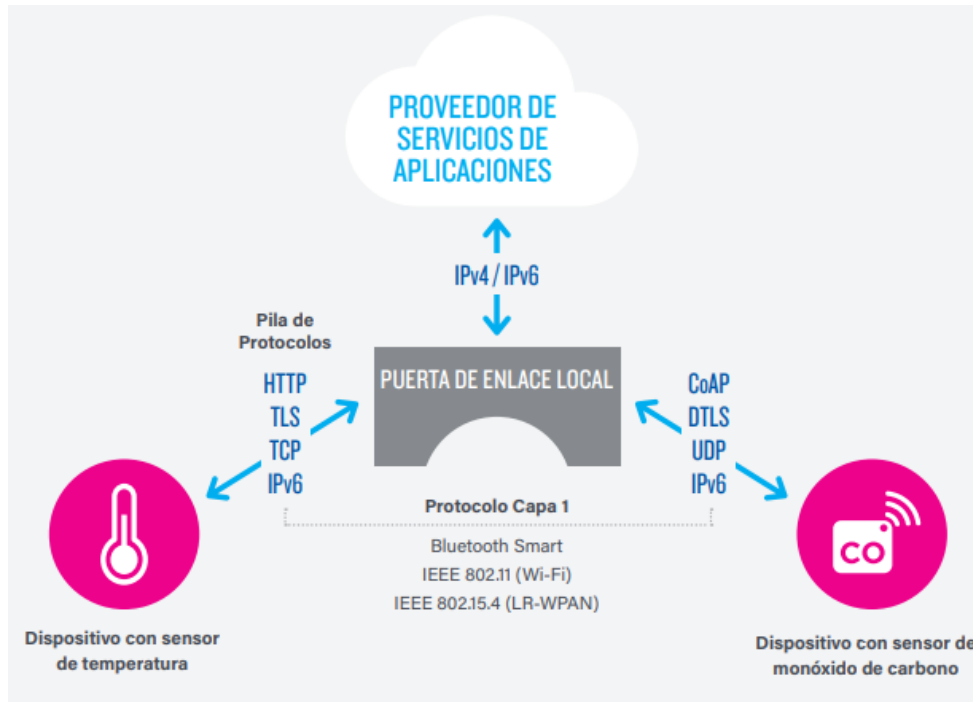 PROVEEDOR DE
SERVICIOS DE
APLICACIONES
IPv4 / IPv6
Pila de
Protocolos
HTTP
TLS
TCP
IPv6
PUERTA DE ENLACE LOCAL
CoAP
DTLS
UDP
IPv6
Protocolo Capa 1
Bluetooth Smart
IEEE 802.11 (Wi-Fi)
IEEE 802.15.4 (LR-WPAN)
CO
Dispositivo con sensor
de temperatura
Dispositivo con sensor de
monóxido de carbono